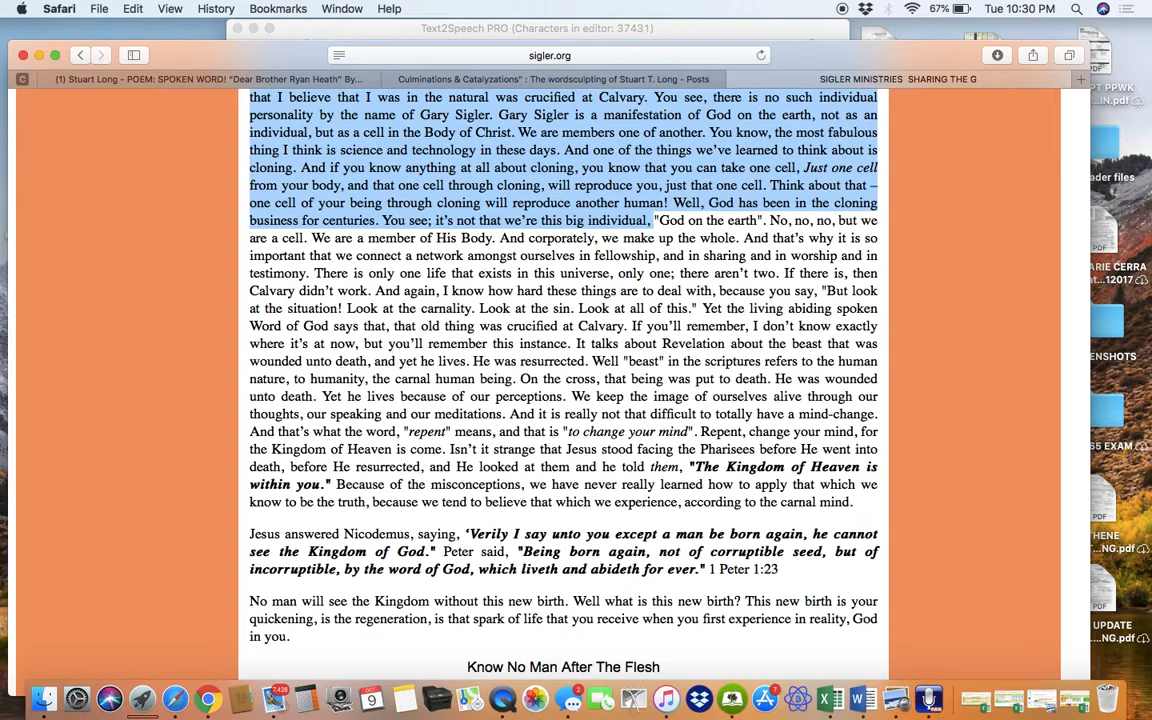 Safari File Edit View History Bookmarks Window Help 67% Tue 10:30 PM
Text2Speech PRO (Characters in editor: 37431)
sigler.org
(1) Stuart Long - POEM: SPOKEN WORD! “Dear Brother Ryan Heath” By...
Culminations & Catalyzations" : The wordsculpting of Stuart T. Long - Posts
SIGLER MINISTRIES SHARING THE G
that I believe that I was in the natural was crucified at Calvary. You see, there is no such individual
personality by the name of Gary Sigler. Gary Sigler is a manifestation of God on the earth, not as an
individual, but as a cell in the Body of Christ. We are members one of another. You know, the most fabulous
thing I think is science and technology in these days. And one of the things we’ve learned to think about is
cloning. And if you know anything at all about cloning, you know that you can take one cell, Just one cell
from your body, and that one cell through cloning, will reproduce you, just that one cell. Think about that –
one cell of your being through cloning will reproduce another human! Well, God has been in the cloning
business for centuries. You see; it’s not that we’re this big individual, "God on the earth". No, no, no, but we
are a cell. We are a member of His Body. And corporately, we make up the whole. And that’s why it is so
important that we connect a network amongst ourselves in fellowship, and in sharing and in worship and in
testimony. There is only one life that exists in this universe, only one; there aren’t two. If there is, then
Calvary didn’t work. And again, I know how hard these things are to deal with, because you say, "But look
at the situation! Look at the carnality. Look at the sin. Look at all of this." Yet the living abiding spoken
Word of God says that, that old thing was crucified at Calvary. If you’ll remember, I don’t know exactly
where it’s at now, but you’ll remember this instance. It talks about Revelation about the beast that was
wounded unto death, and yet he lives. He was resurrected. Well "beast" in the scriptures refers to the human
nature, to humanity, the carnal human being. On the cross, that being was put to death. He was wounded
unto death. Yet he lives because of our perceptions. We keep the image of ourselves alive through our
thoughts, our speaking and our meditations. And it is really not that difficult to totally have a mind-change.
And that’s what the word, "repent" means, and that is "to change your mind". Repent, change your mind, for
the Kingdom of Heaven is come. Isn’t it strange that Jesus stood facing the Pharisees before He went into
death, before He resurrected, and He looked at them and he told them, "The Kingdom of Heaven is
within you." Because of the misconceptions, we have never really learned how to apply that which we
know to be the truth, because we tend to believe that which we experience, according to the carnal mind.
Jesus answered Nicodemus, saying, ‘Verily I say unto you except a man be born again, he cannot
see the Kingdom of God." Peter said, "Being born again, not of corruptible seed, but of
incorruptible, by the word of God, which liveth and abideth for ever." 1 Peter 1:23
No man will see the Kingdom without this new birth. Well what is this new birth? This new birth is your
quickening, is the regeneration, is that spark of life that you receive when you first experience in reality, God
in you.
Know No Man After The Flesh
PT PPWK
IN.pdf
ader files
ARIE CERRA
t.12017
EENSHOTS
65 EXAM
PDF
THENE
NG.pdf
PDF
UPDATE
NG.pdf
7,428
OCT
9
2
7